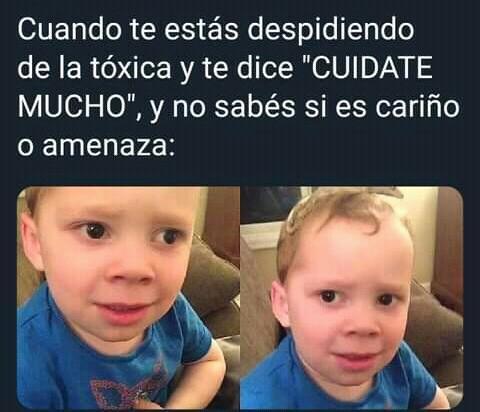 Cuando te estás despidiendo
de la tóxica y te dice "CUIDATE
MUCHO", y no sabés si es cariño
o amenaza: